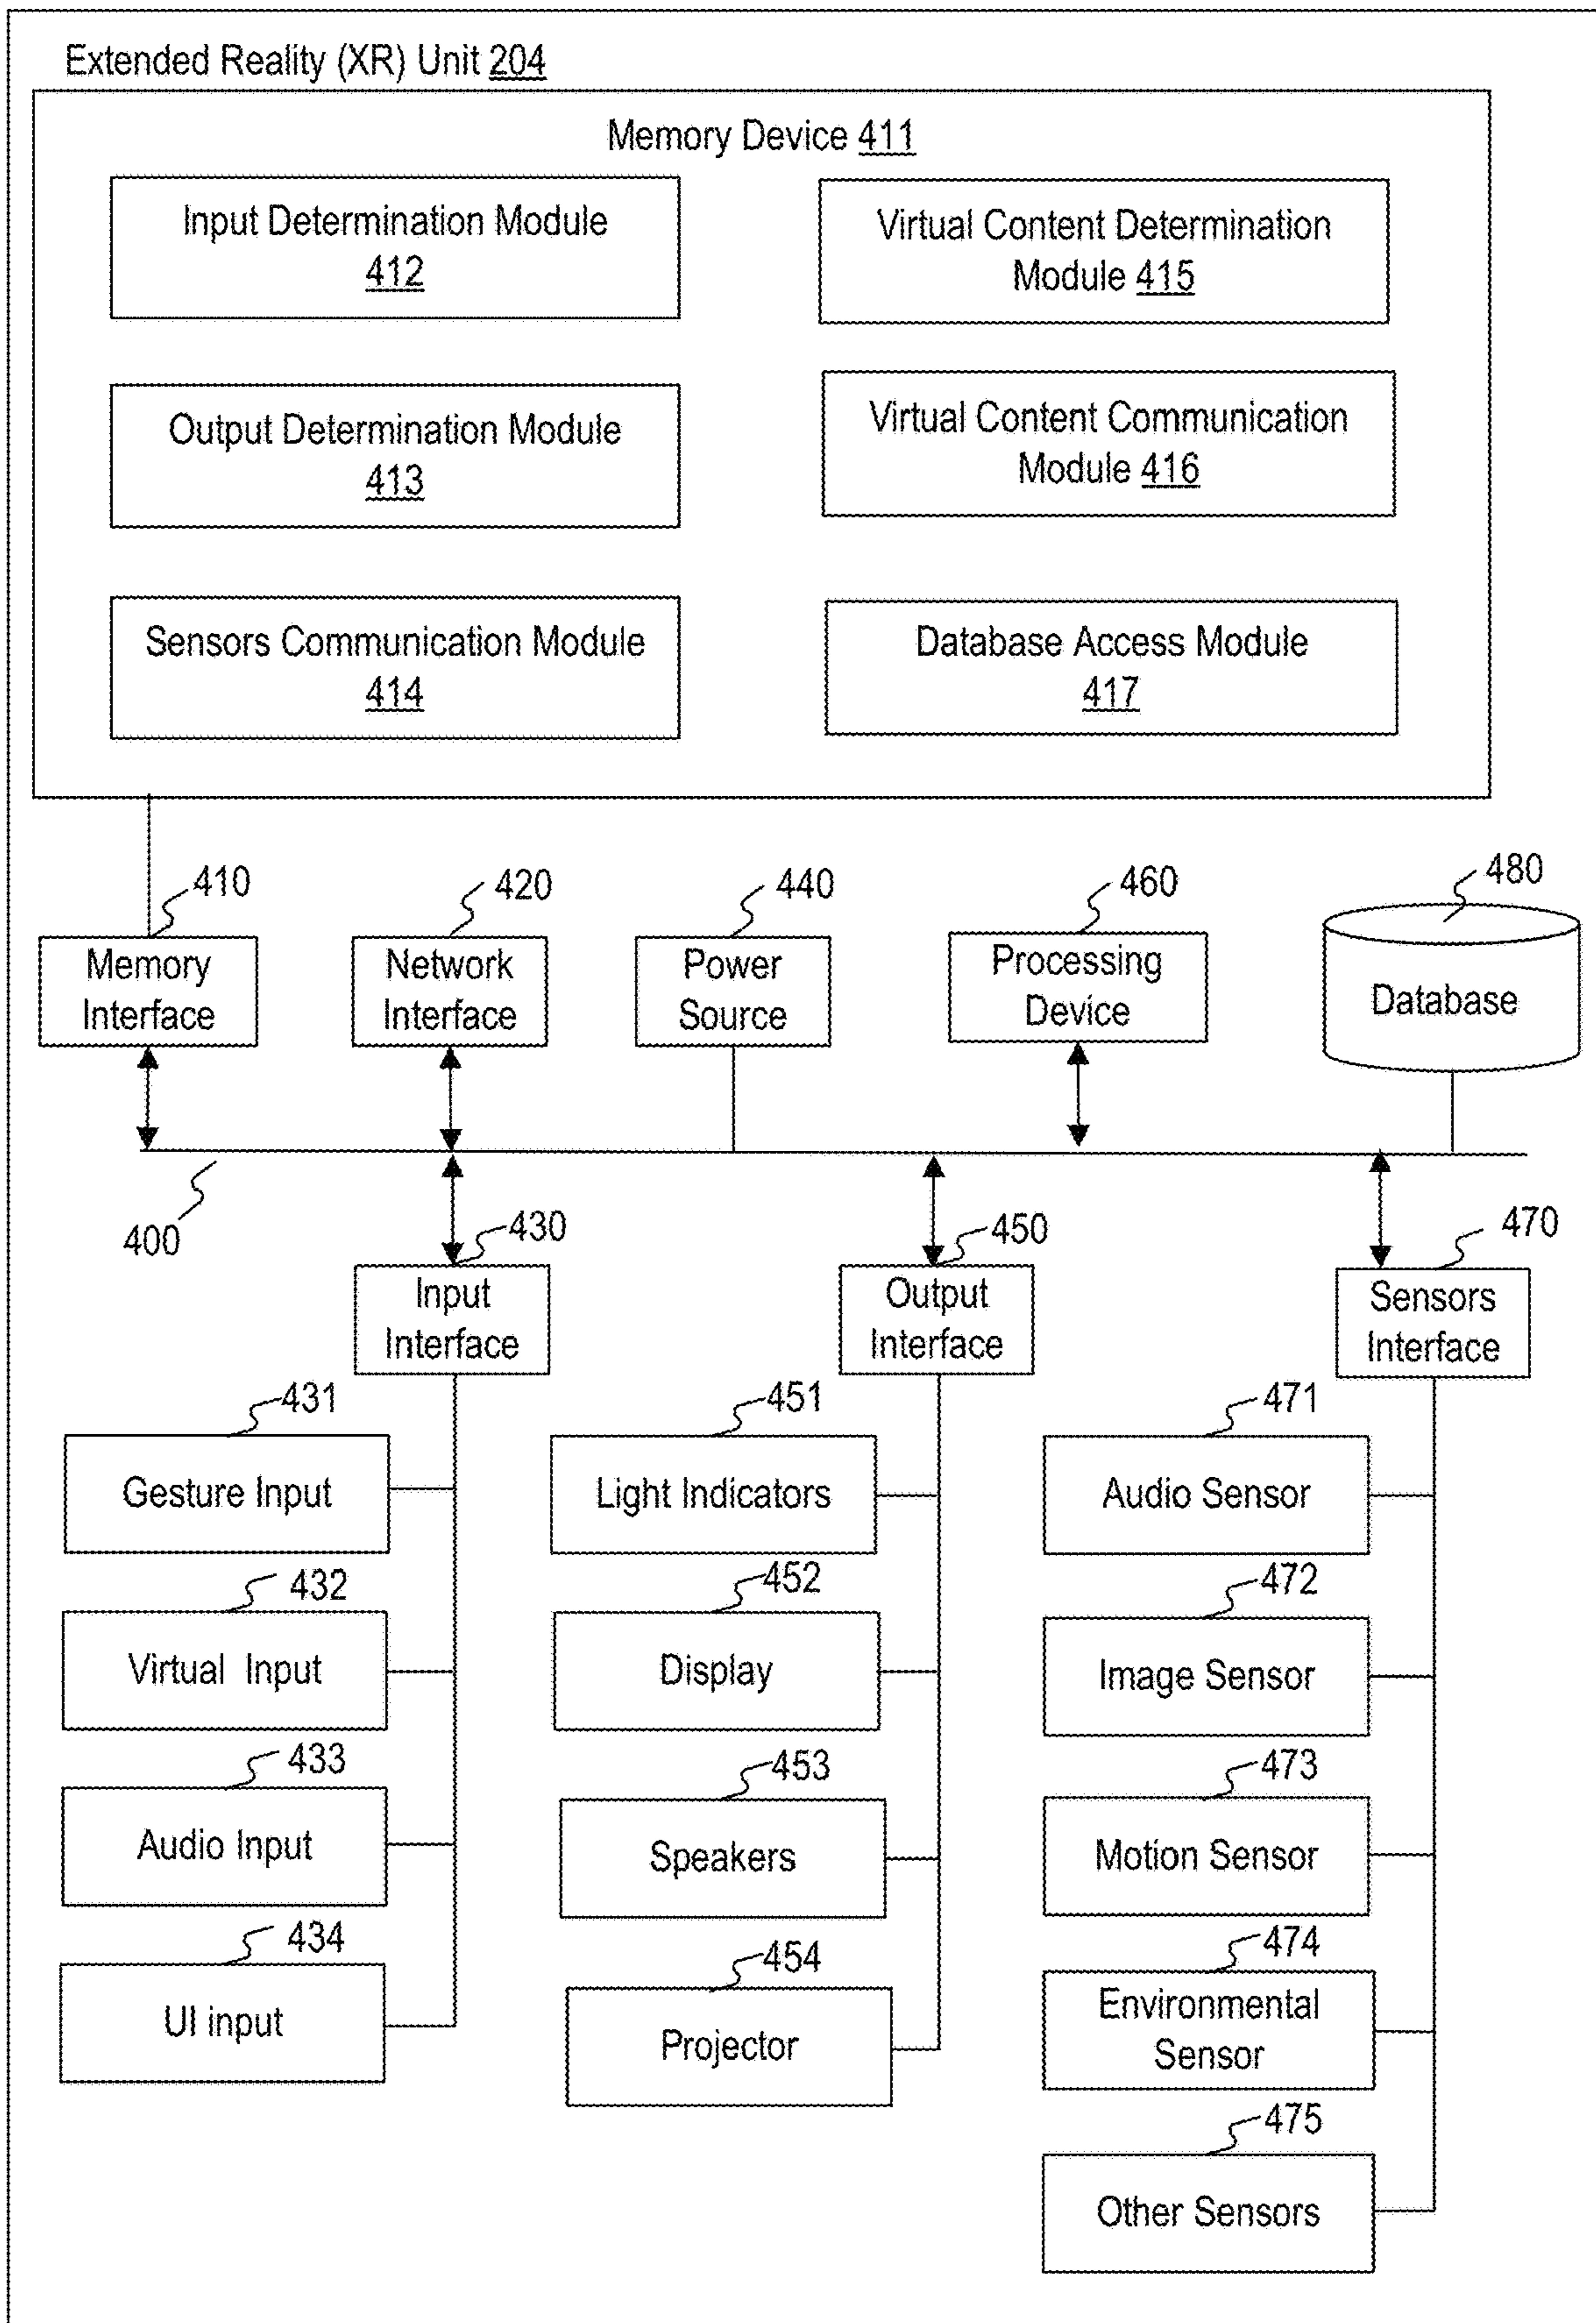 Extended Reality (XR) Unit 204
Memory Device 411
Input Determination Module
412
Virtual Content Determination
Module 415
Output Determination Module
413
Virtual Content Communication
Module 416
Sensors Communication Module
414
Database Access Module
417
410
420
440
460
480
Memory
Interface
Network
Interface
Power
Source
Processing
Device
Database
400
430
450
470
Input
Interface
Output
Interface
Sensors
Interface
431
Gesture Input
432
Virtual Input
433
Audio Input
434
UI input
451
Light Indicators
452
Display
453
Speakers
454
Projector
471
Audio Sensor
472
Image Sensor
473
Motion Sensor
474
Environmental
Sensor
475
Other Sensors